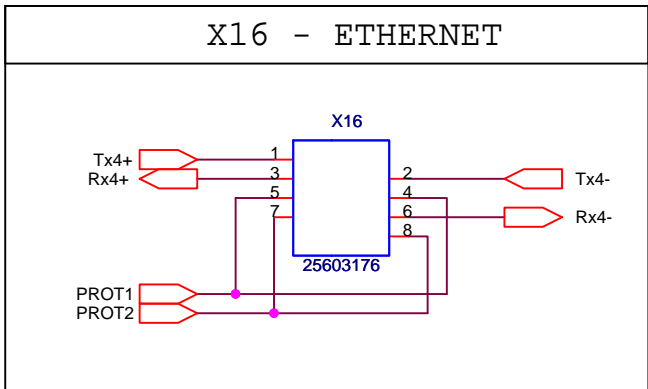 X16 - ETHERNET
X16
Tx4+ 1
Rx4+ 3 2 Tx4-
5 4
7 6 Rx4-
8
25603176
PROT1
PROT2